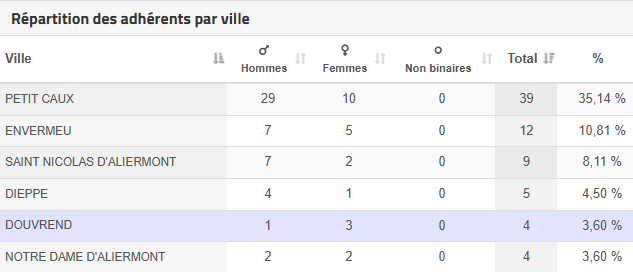 Répartition des adhérents par ville
Ville ♂ Hommes ♀ Femmes ⚪ Non binaires Total %
PETIT CAUX 29 10 0 39 35,14 %
ENVERMEU 7 5 0 12 10,81 %
SAINT NICOLAS D'ALIERMONT 7 2 0 9 8,11 %
DIEPPE 4 1 0 5 4,50 %
DOUVREND 1 3 0 4 3,60 %
NOTRE DAME D'ALIERMONT 2 2 0 4 3,60 %